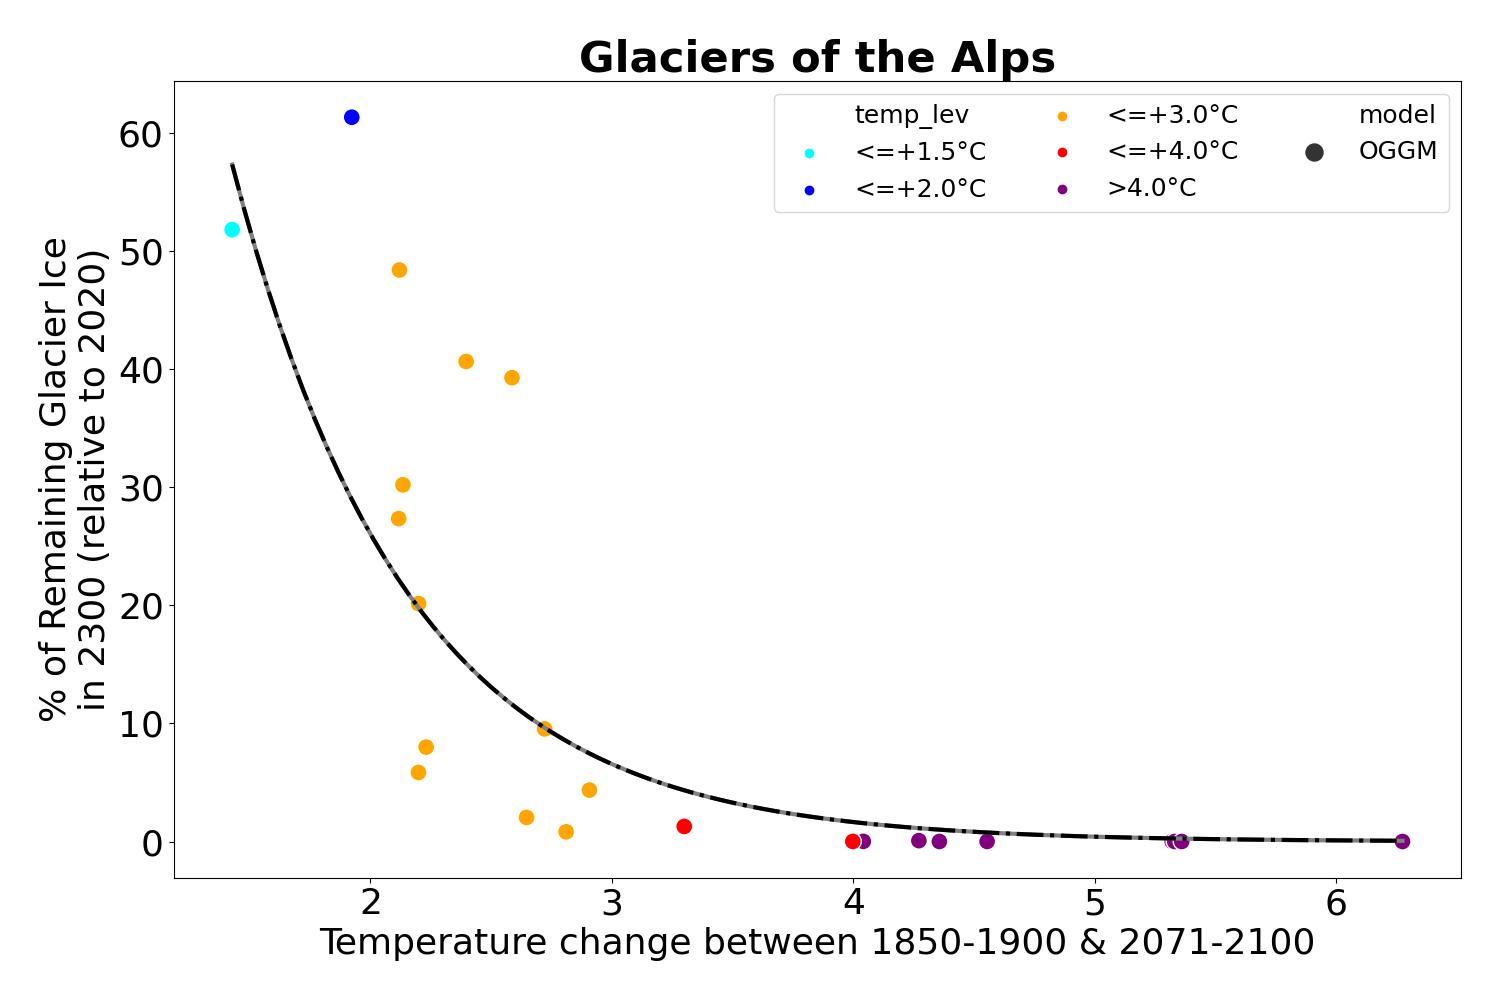 Glaciers of the Alps
temp_lev
<=+1.5°C
<=+2.0°C
<=+3.0°C
<=+4.0°C
>4.0°C
model
OGGM
% of Remaining Glacier Ice
in 2300 (relative to 2020)
60
50
40
30
20
10
0
2
3
4
5
6
Temperature change between 1850-1900 & 2071-2100